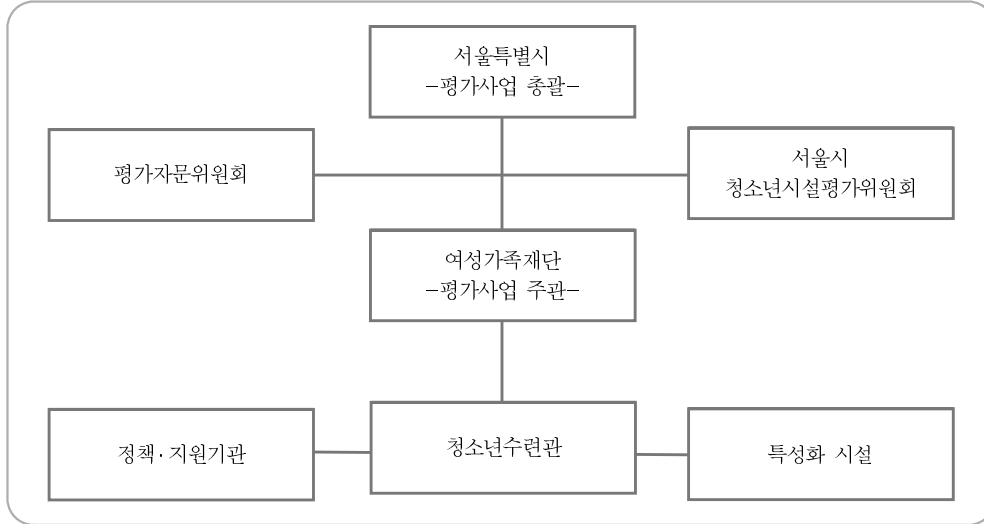 서울특별시
-평가사업 총괄-
평가자문위원회
서울시
청소년시설평가위원회
여성가족재단
-평가사업 주관-
정책·지원기관
청소년수련관
특성화 시설